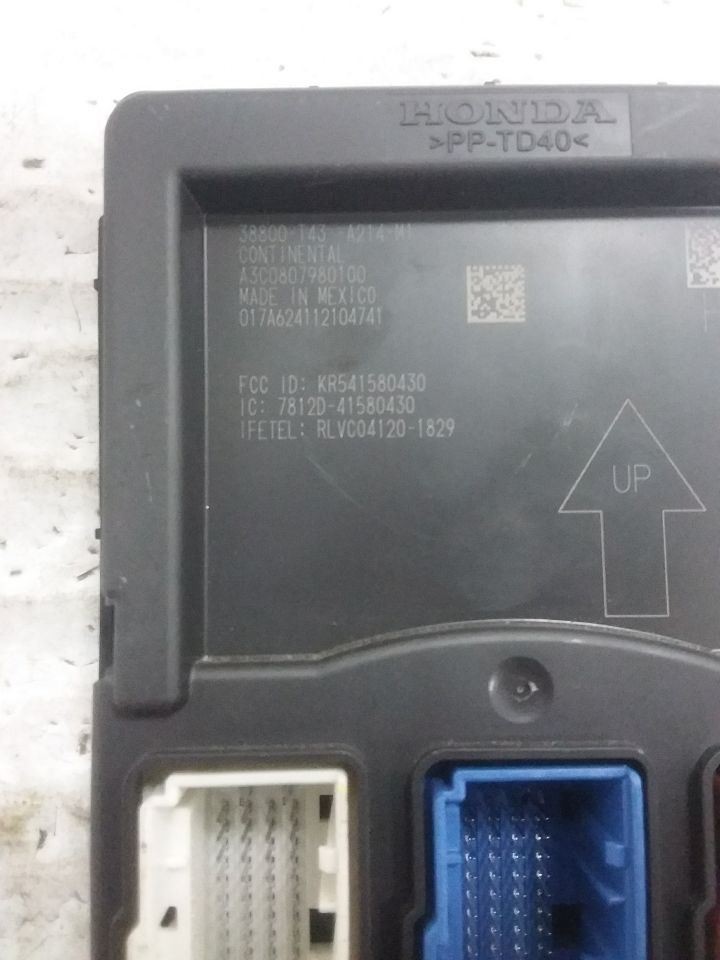 HONDA
>PP-TD40<
38800-T43 -A214-M1
CONTINENTAL
A3C0807980100
MADE IN MEXICO
017A624112104741
FCC ID: KR541580430
IC: 7812D-41580430
IFETEL: RLVC04120-1829
UP